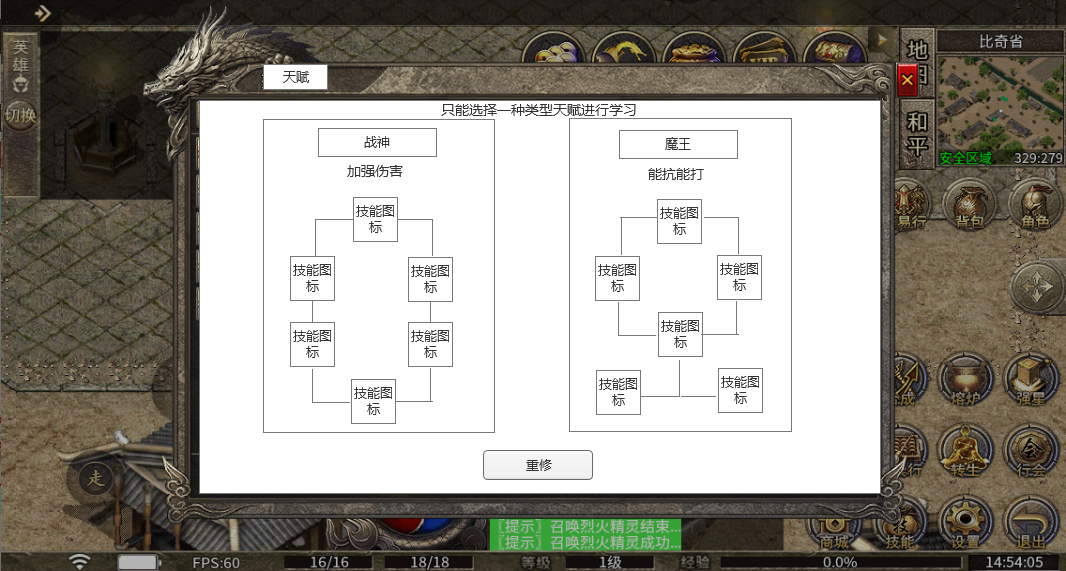 英雄
切换
天赋
地图
和平
比奇省
安全区域
329:279
只能选择一种类型天赋进行学习
战神
加强伤害
技能图标
技能图标
技能图标
技能图标
技能图标
技能图标
魔王
能抗能打
技能图标
技能图标
技能图标
技能图标
技能图标
技能图标
重修
易行
背包
角色
成
熔炉
强星
行
转生
行会
走
会
商城
技能
设置
退出
〖提示〗召唤烈火精灵结束...
〖提示〗召唤烈火精灵成功...
FPS:60
16/16
18/18
等级
1级
经验
0.0%
14:54:05